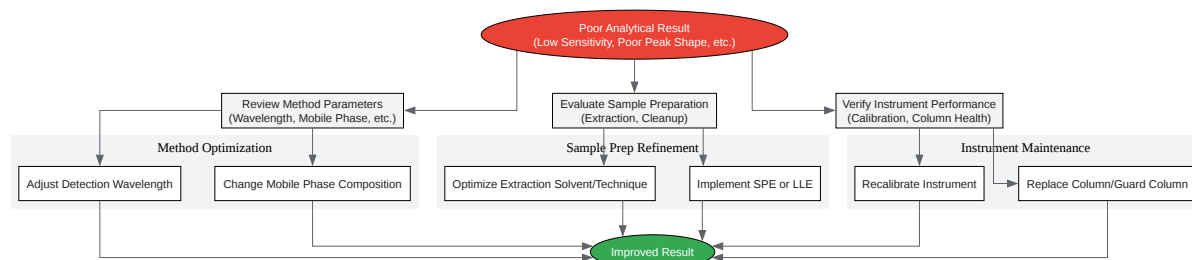 Poor Analytical Result
(Low Sensitivity, Poor Peak Shape, etc.)
Review Method Parameters
(Wavelength, Mobile Phase, etc.)
Evaluate Sample Preparation
(Extraction, Cleanup)
Verify Instrument Performance
(Calibration, Column Health)
Method Optimization
Sample Prep Refinement
Instrument Maintenance
Adjust Detection Wavelength
Change Mobile Phase Composition
Optimize Extraction Solvent/Technique
Implement SPE or LLE
Recalibrate Instrument
Replace Column/Guard Column
Improved Result